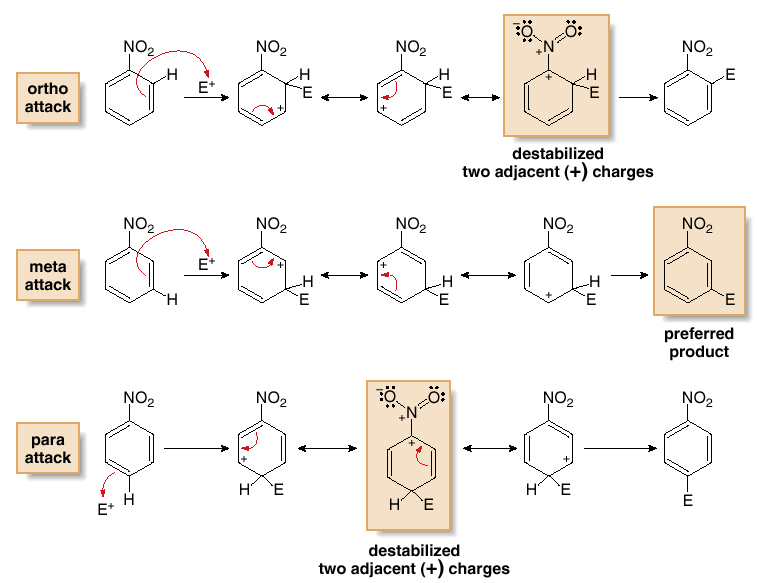 ortho
attack
NO2
H
E+
NO2
H
E
+
NO2
H
E
+
−O
O
N
+
+
H
E
NO2
E
destabilized
two adjacent (+) charges
meta
attack
NO2
H
E+
NO2
+
H
E
NO2
+
H
E
NO2
+
H
E
NO2
E
preferred
product
para
attack
NO2
H
E+
NO2
+
H
E
−O
O
N
+
+
H
E
NO2
+
H
E
NO2
E
destabilized
two adjacent (+) charges